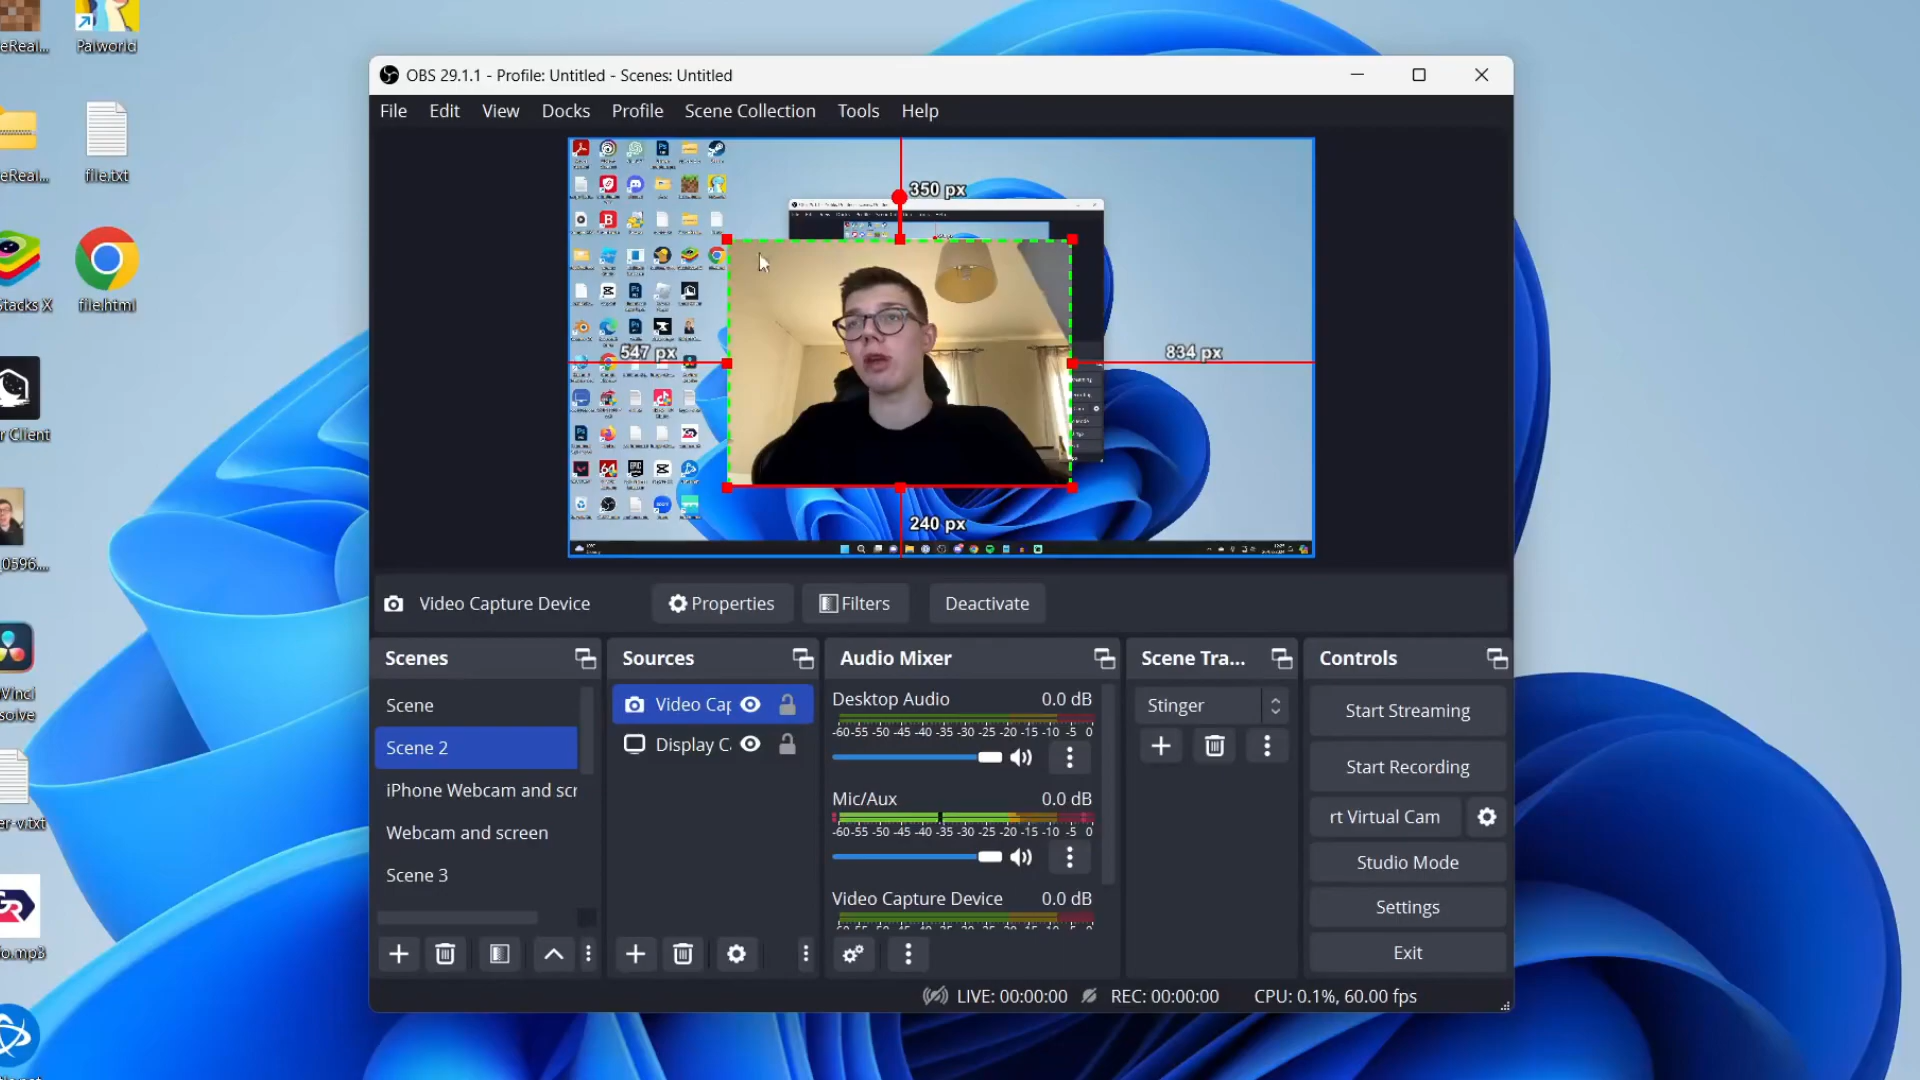 eReal...
Palworld
OBS 29.1.1 - Profile: Untitled - Scenes: Untitled
File Edit View Docks Profile Scene Collection Tools Help
eReal...
file.txt
350 px
Stacks X
file.html
547 px
834 px
r Client
240 px
_0596....
Video Capture Device
Properties
Filters
Deactivate
Scenes
Sources
Audio Mixer
Scene Tra...
Controls
Vinci
solve
Scene
Scene 2
iPhone Webcam and scr
Webcam and screen
Scene 3
Video Cap
Display C.
Desktop Audio 0.0 dB
-60-55 -50 -45 -40 -35 -30 -25 -20 -15 -10 -5 0
Mic/Aux 0.0 dB
-60-55 -50 -45 -40 -35 -30 -25 -20 -15 -10 -5 0
Video Capture Device 0.0 dB
Stinger
Start Streaming
Start Recording
rt Virtual Cam
Studio Mode
Settings
Exit
er-v.txt
o.mp3
LIVE: 00:00:00
REC: 00:00:00
CPU: 0.1%, 60.00 fps